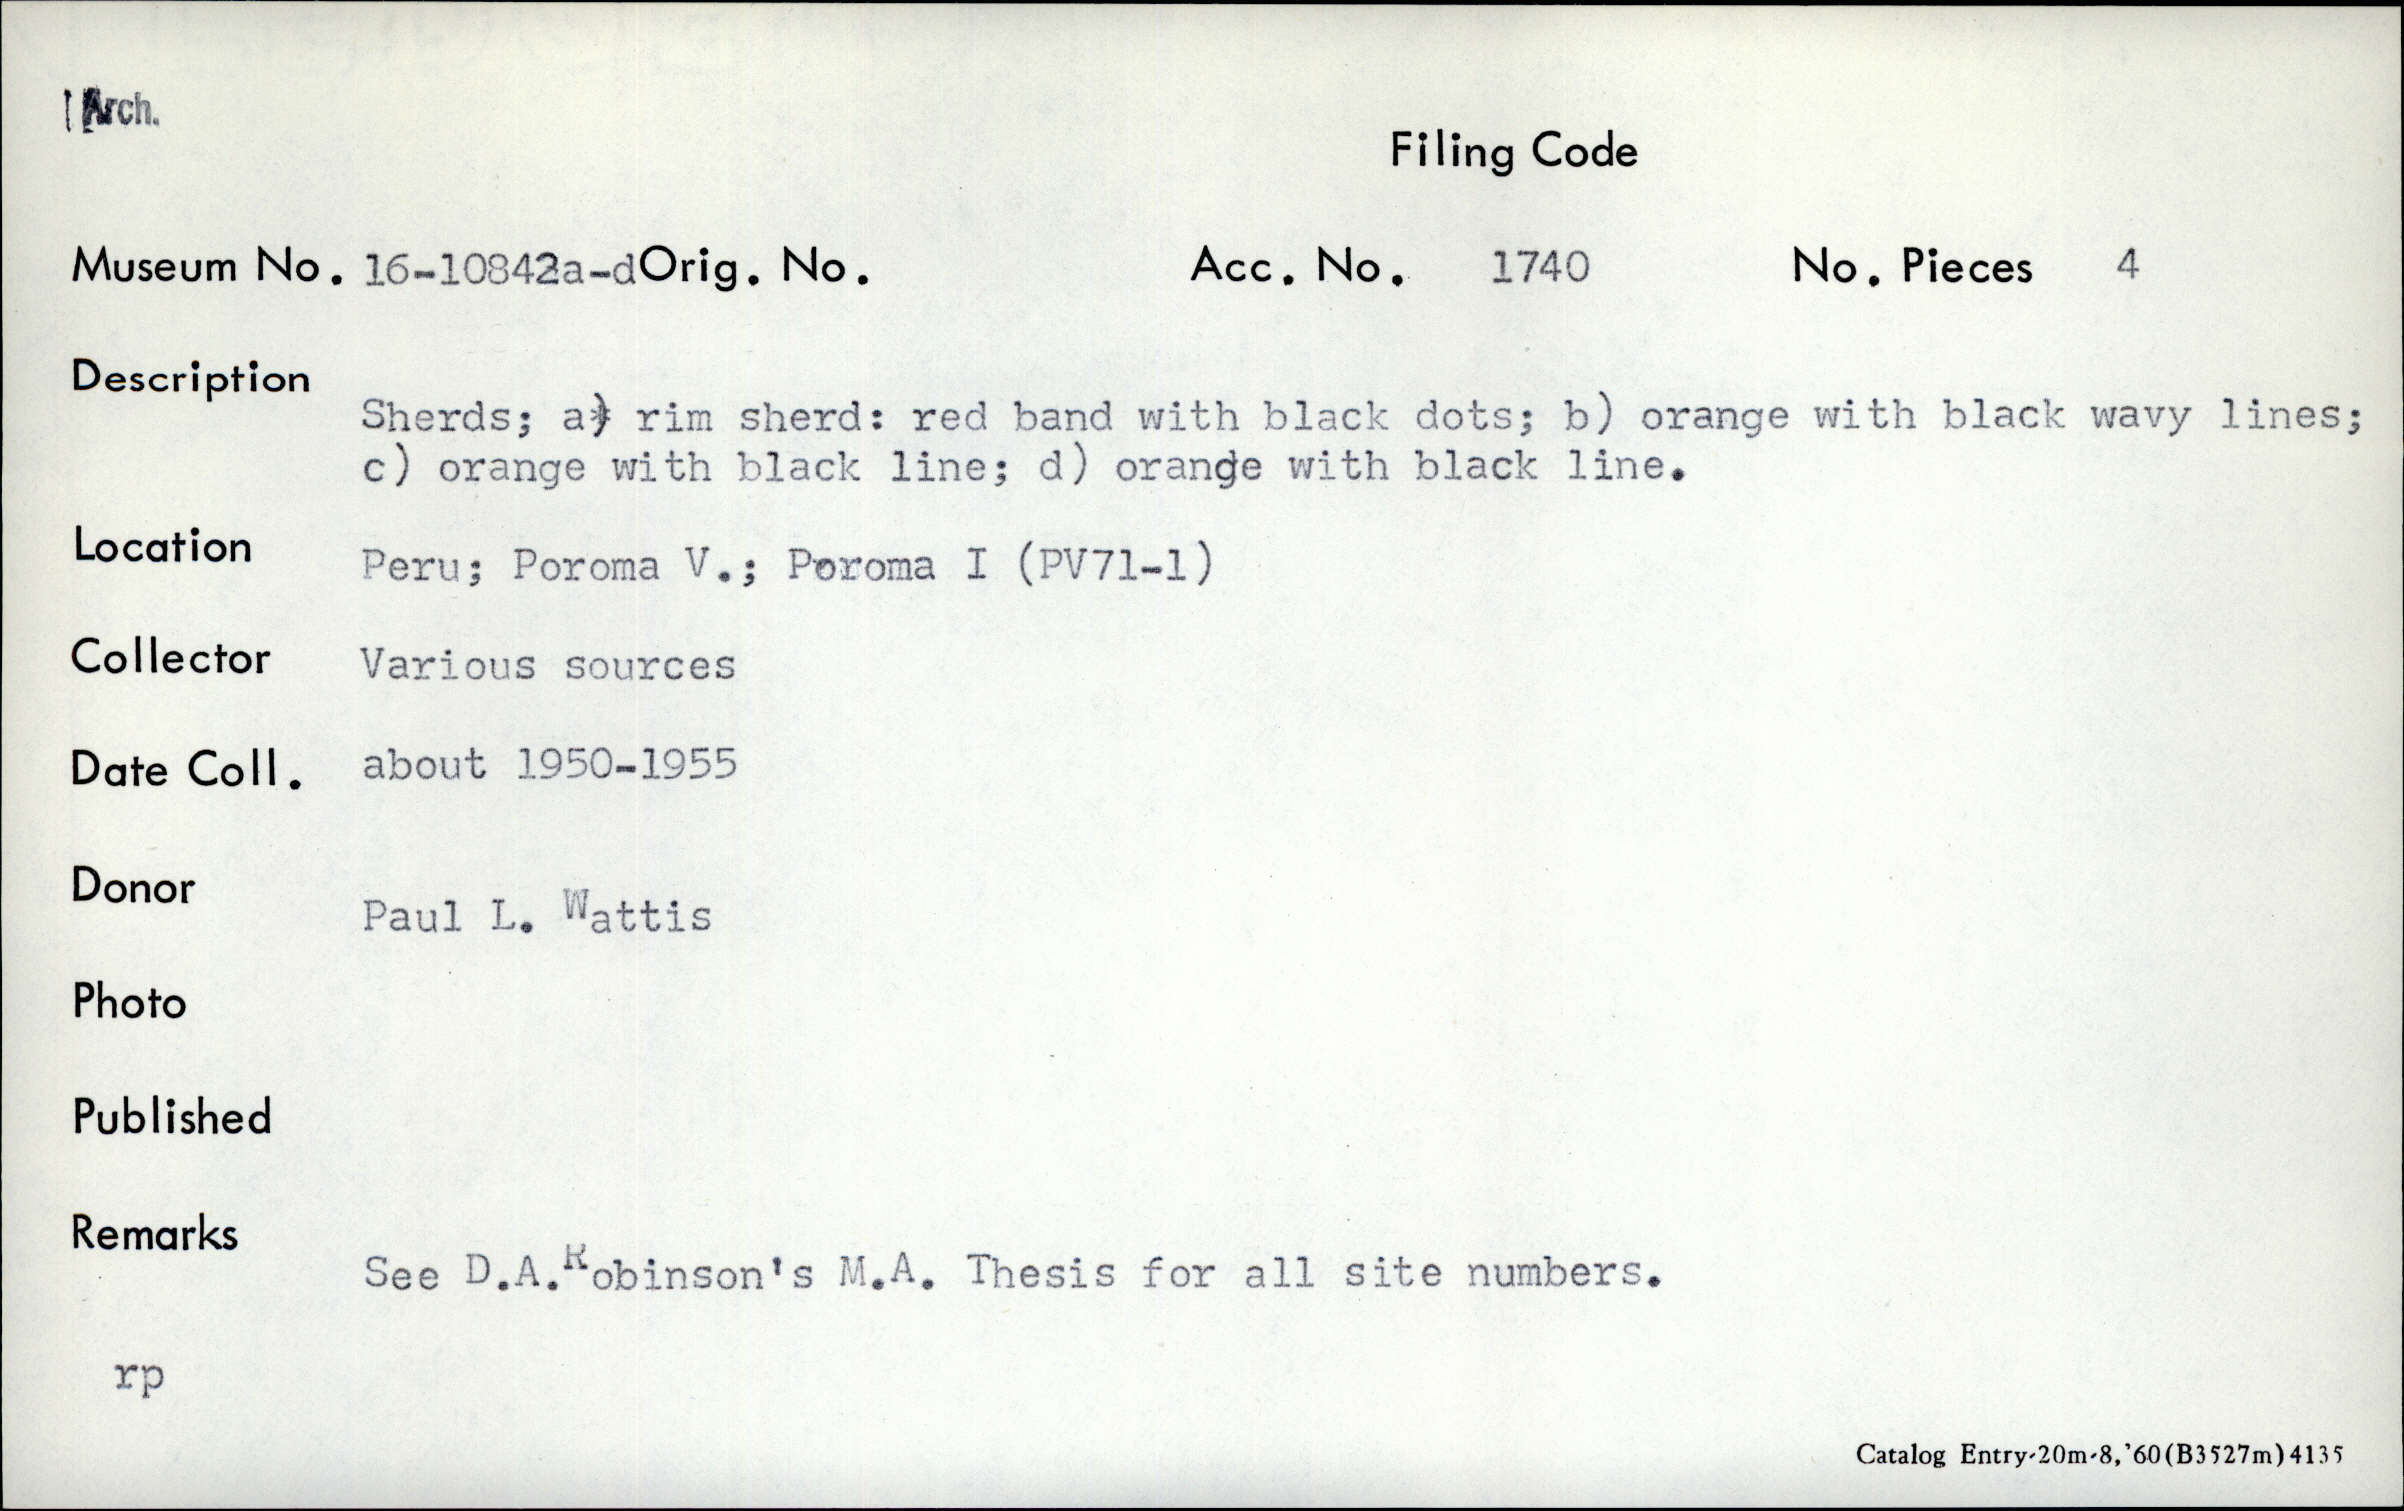 Arch.
Filing Code
Museum No. 16-10842a-d Orig. No. Acc. No. 1740 No. Pieces 4
Description
Sherds; a) rim sherd: red band with black dots; b) orange with black wavy lines;
c) orange with black line; d) orange with black line.
Location Peru; Poroma V.; Poroma I (PV71-1)
Collector Various sources
Date Coll. about 1950-1955
Donor Paul L. Wattis
Photo
Published
Remarks
See D.A.Robinson's M.A. Thesis for all site numbers.
rp
Catalog Entry-20m-8,'60(B3527m)4135